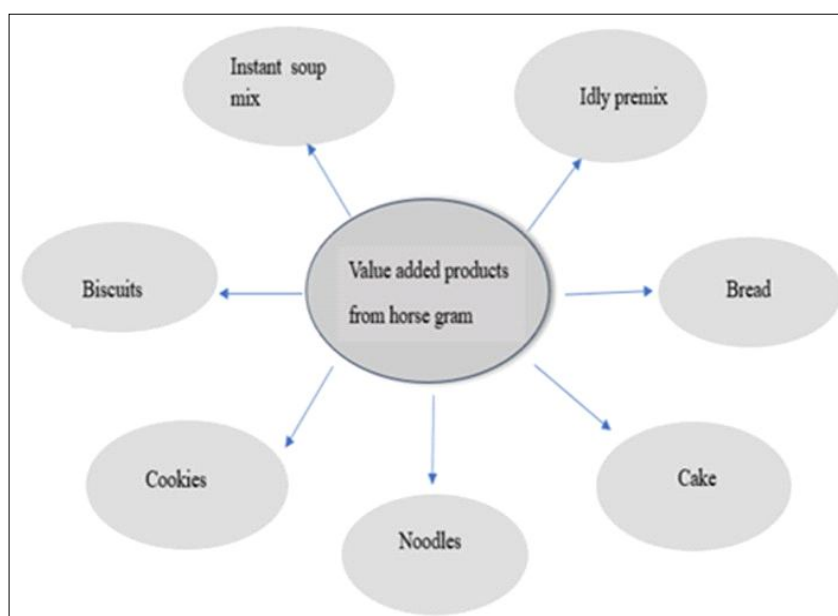 Instant soup
mix
Idly premix
Value added products
from horse gram
Biscuits
Bread
Cookies
Cake
Noodles